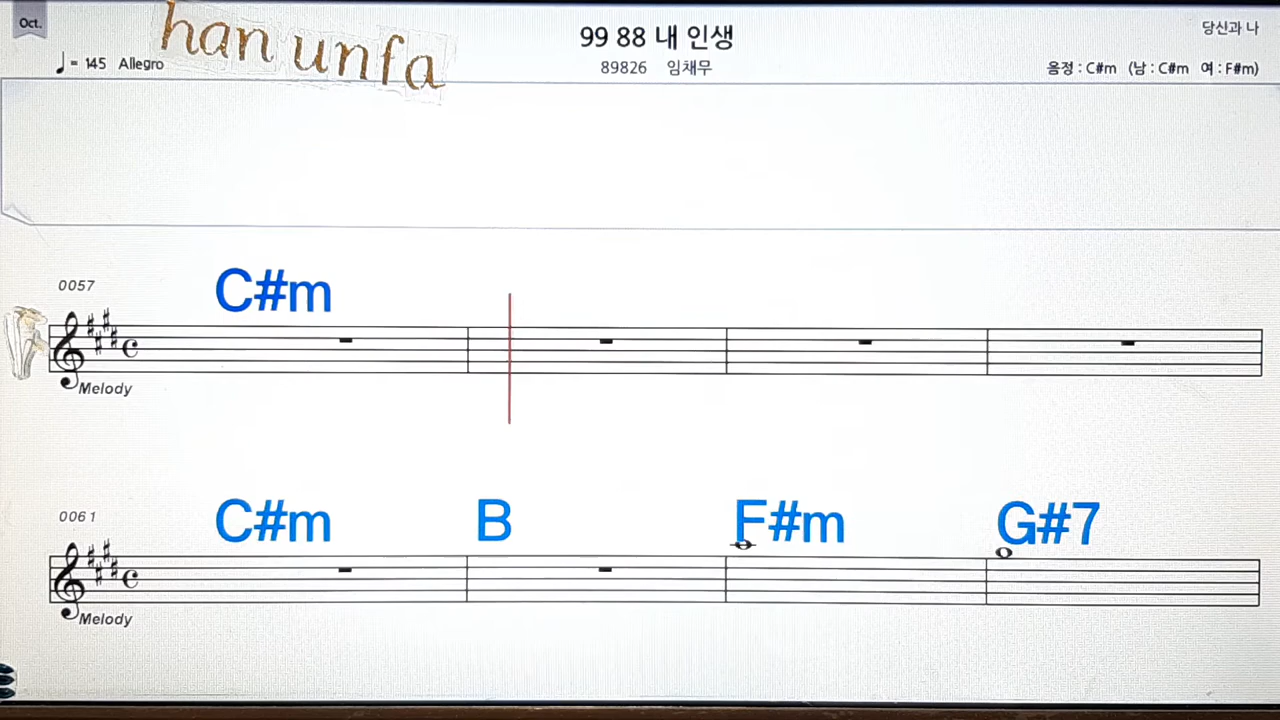 Oct.
han unfa
99 88 내 인생
당신과 나
♩= 145 Allegro
89826 임채무
음정 : C#m (남 : C#m 여 : F#m)
0057
C#m
Melody
0061
C#m B F#m G#7
Melody